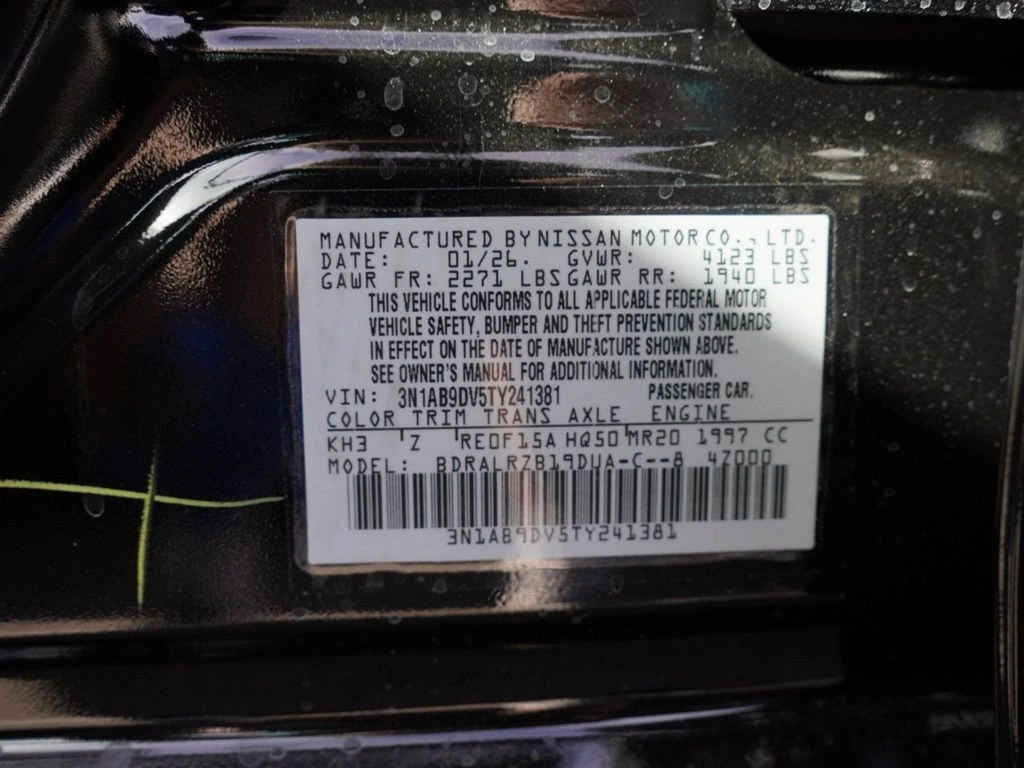 MANUFACTURED BY NISSAN MOTOR CO., LTD.
DATE: 01/26. GVWR: 4123 LBS
GAWR FR: 2271 LBS GAWR RR: 1940 LBS
THIS VEHICLE CONFORMS TO ALL APPLICABLE FEDERAL MOTOR
VEHICLE SAFETY, BUMPER AND THEFT PREVENTION STANDARDS
IN EFFECT ON THE DATE OF MANUFACTURE SHOWN ABOVE.
SEE OWNER'S MANUAL FOR ADDITIONAL INFORMATION.
VIN: 3N1AB9DV5TY241381 PASSENGER CAR.
COLOR TRIM TRANS AXLE ENGINE
KH3 Z RE0F15A HQ50 MR20 1997 CC
MODEL: BDRALRZB19DUA-C--8 4Z000
3N1AB9DV5TY241381